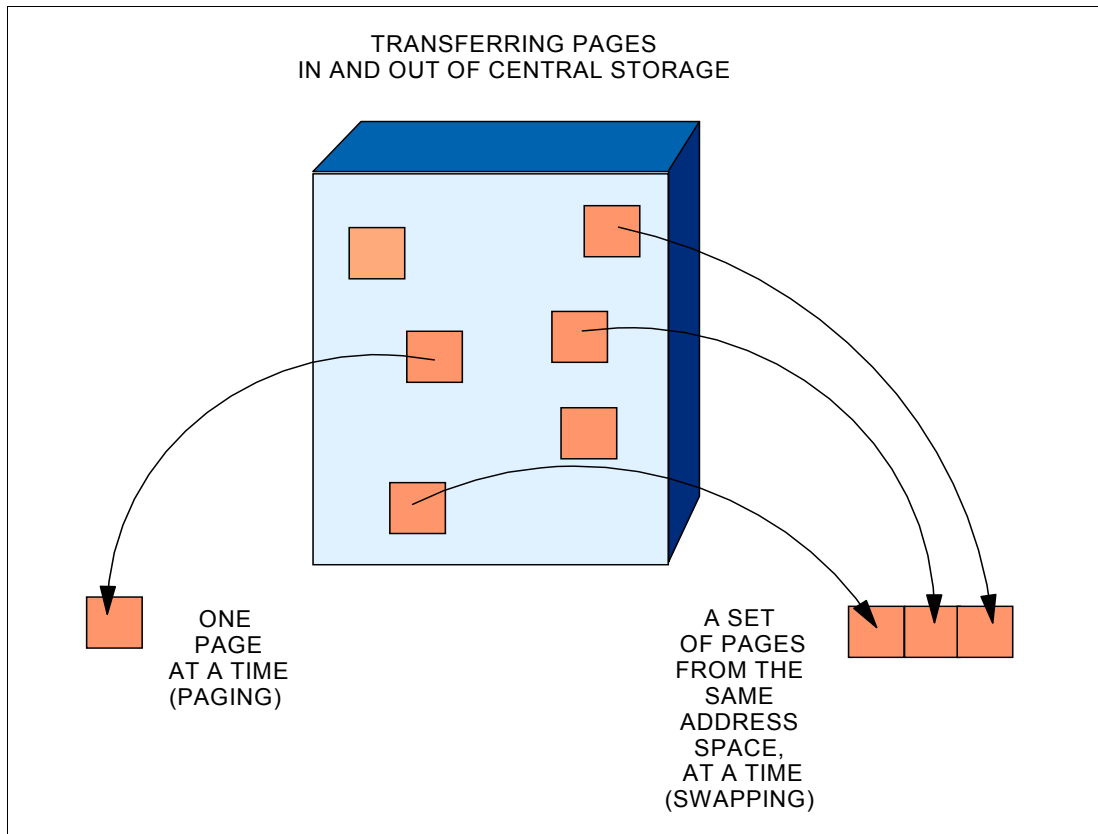 TRANSFERRING PAGES
IN AND OUT OF CENTRAL STORAGE
ONE
PAGE
AT A TIME
(PAGING)
A SET
OF PAGES
FROM THE
SAME
ADDRESS
SPACE,
AT A TIME
(SWAPPING)